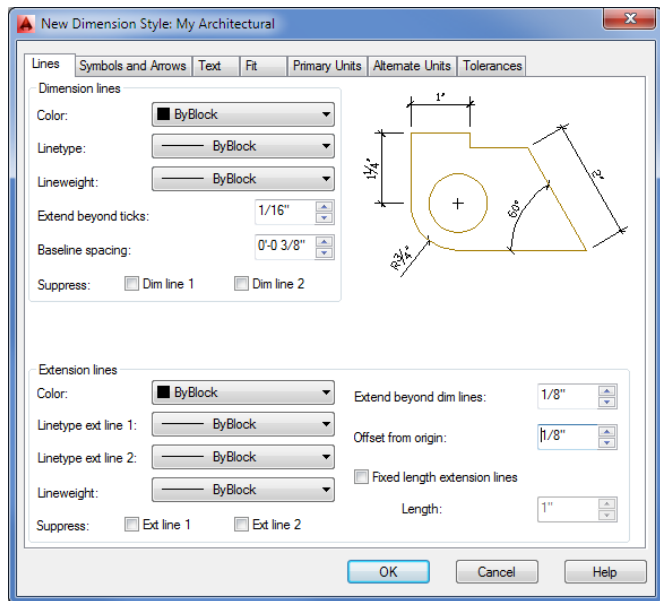 New Dimension Style: My Architectural
Lines
Symbols and Arrows
Text
Fit
Primary Units
Alternate Units
Tolerances
Dimension lines
Color:
ByBlock
Linetype:
ByBlock
Lineweight:
ByBlock
Extend beyond ticks:
1/16"
Baseline spacing:
0'-0 3/8"
Suppress:
Dim line 1
Dim line 2
1"
1¼"
2"
60°
R¾"
Extension lines
Color:
ByBlock
Linetype ext line 1:
ByBlock
Linetype ext line 2:
ByBlock
Lineweight:
ByBlock
Suppress:
Ext line 1
Ext line 2
Extend beyond dim lines:
1/8"
Offset from origin:
1/8"
Fixed length extension lines
Length:
1"
OK
Cancel
Help